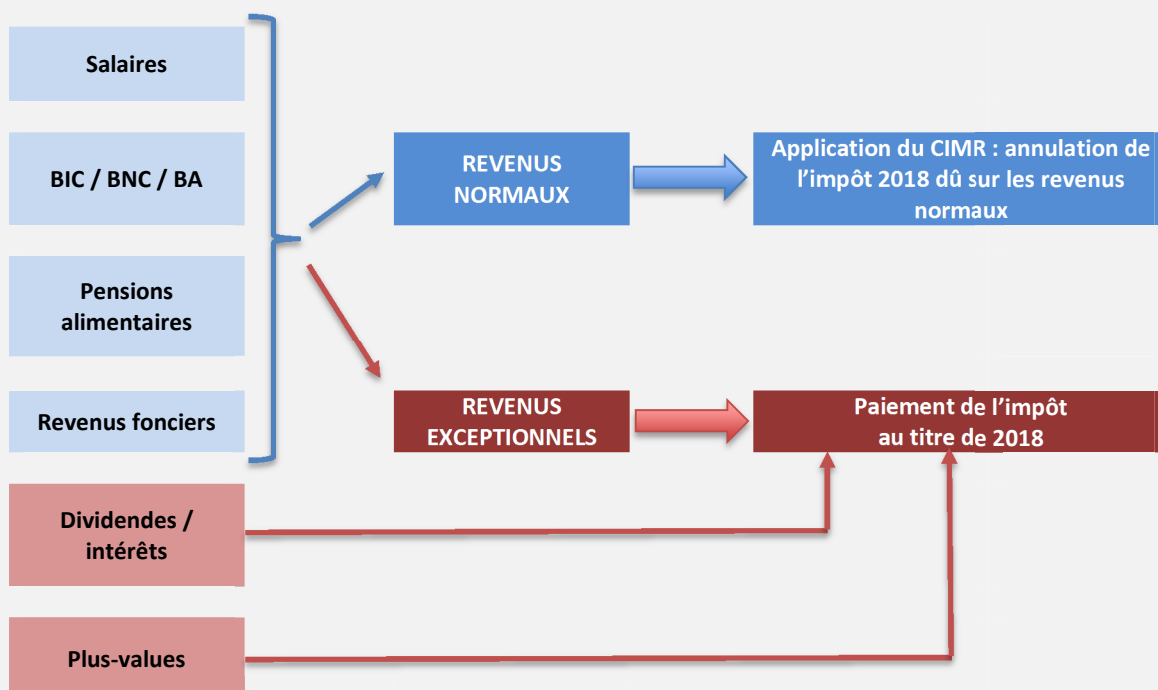 Salaires
BIC / BNC / BA
Pensions
alimentaires
Revenus fonciers
Dividendes /
intérêts
Plus-values
REVENUS
NORMAUX
REVENUS
EXCEPTIONNELS
Application du CIMR : annulation de
l'impôt 2018 dû sur les revenus
normaux
Paiement de l'impôt
au titre de 2018